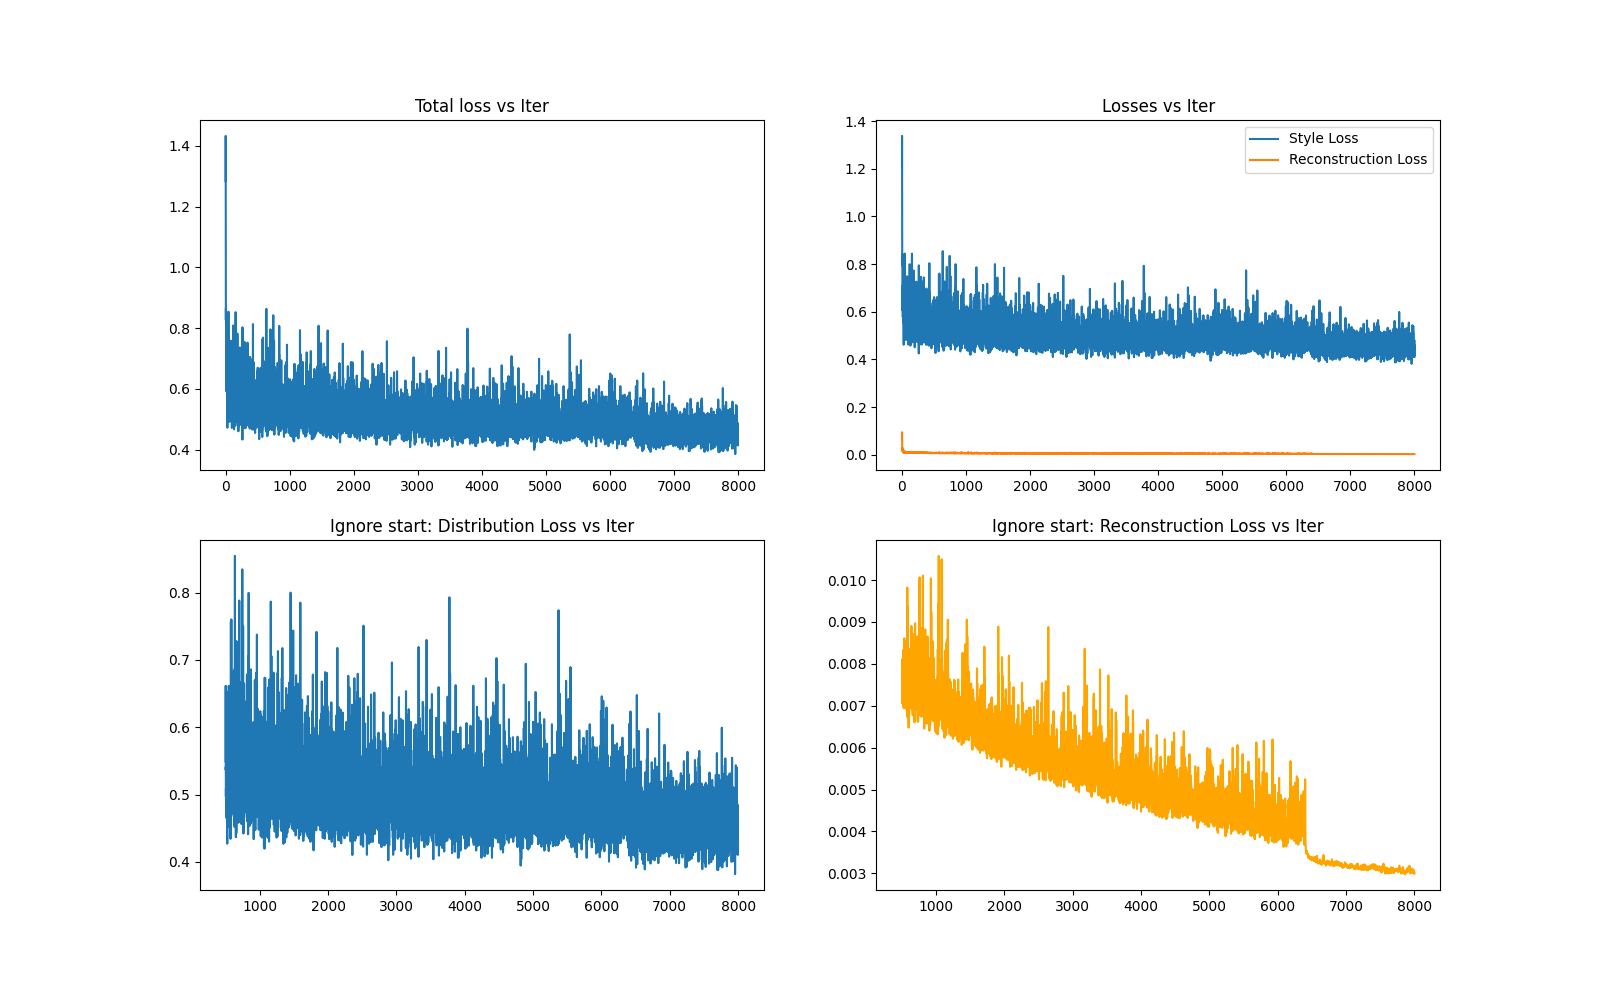 Total loss vs Iter
1.4
1.2
1.0
0.8
0.6
0.4
0 1000 2000 3000 4000 5000 6000 7000 8000
Losses vs Iter
Style Loss
Reconstruction Loss
1.4
1.2
1.0
0.8
0.6
0.4
0.2
0.0
0 1000 2000 3000 4000 5000 6000 7000 8000
Ignore start: Distribution Loss vs Iter
0.8
0.7
0.6
0.5
0.4
1000 2000 3000 4000 5000 6000 7000 8000
Ignore start: Reconstruction Loss vs Iter
0.010
0.009
0.008
0.007
0.006
0.005
0.004
0.003
1000 2000 3000 4000 5000 6000 7000 8000